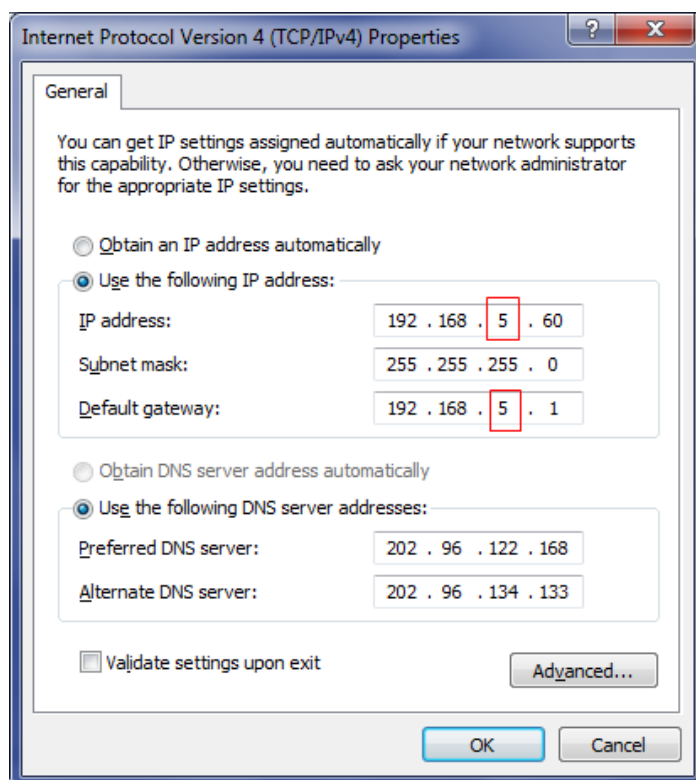 Internet Protocol Version 4 (TCP/IPv4) Properties
General
You can get IP settings assigned automatically if your network supports
this capability. Otherwise, you need to ask your network administrator
for the appropriate IP settings.
Obtain an IP address automatically
Use the following IP address:
IP address: 192 . 168 . 5 . 60
Subnet mask: 255 . 255 . 255 . 0
Default gateway: 192 . 168 . 5 . 1
Obtain DNS server address automatically
Use the following DNS server addresses:
Preferred DNS server: 202 . 96 . 122 . 168
Alternate DNS server: 202 . 96 . 134 . 133
Validate settings upon exit
Advanced...
OK Cancel